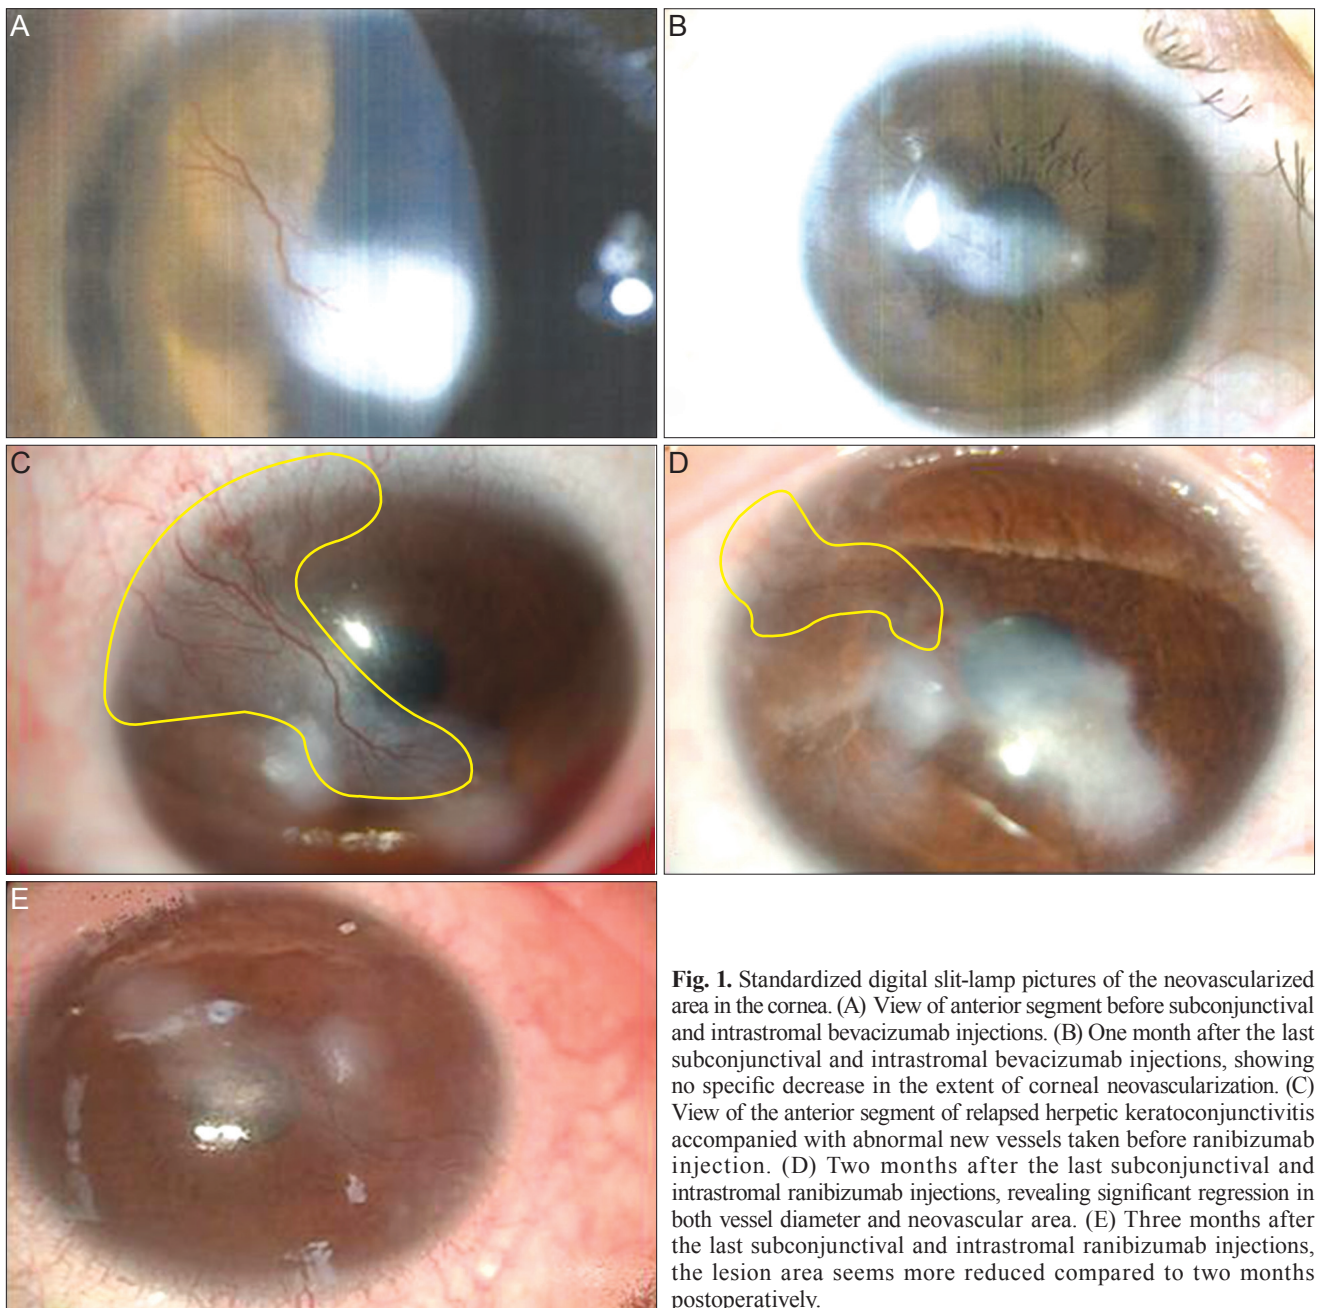 A
B
C
D
E
Fig. 1. Standardized digital slit-lamp pictures of the neovascularized
area in the cornea. (A) View of anterior segment before subconjunctival
and intrastromal bevacizumab injections. (B) One month after the last
subconjunctival and intrastromal bevacizumab injections, showing
no specific decrease in the extent of corneal neovascularization. (C)
View of the anterior segment of relapsed herpetic keratoconjunctivitis
accompanied with abnormal new vessels taken before ranibizumab
injection. (D) Two months after the last subconjunctival and
intrastromal ranibizumab injections, revealing significant regression in
both vessel diameter and neovascular area. (E) Three months after
the last subconjunctival and intrastromal ranibizumab injections,
the lesion area seems more reduced compared to two months
postoperatively.